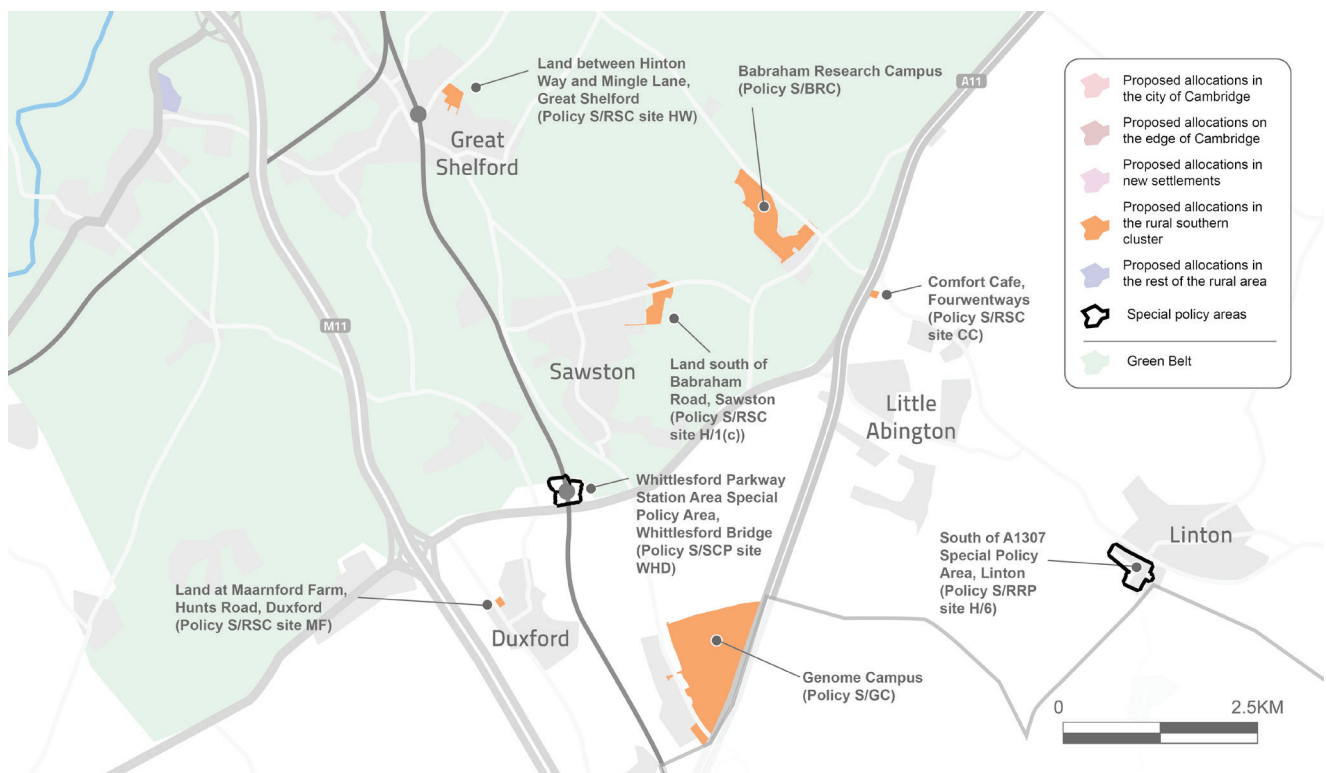 Land between Hinton
Way and Mingle Lane,
Great Shelford
(Policy S/RSC site HW)
Babraham Research Campus
(Policy S/BRC)
A11
Great
Shelford
M11
Comfort Cafe,
Fourwentways
(Policy S/RSC
site CC)
Sawston
Land south of
Babraham
Road, Sawston
(Policy S/RSC
site H/1(c))
Little
Abington
Whittlesford Parkway
Station Area Special
Policy Area,
Whittlesford Bridge
(Policy S/SCP site
WHD)
South of A1307
Special Policy
Area, Linton
(Policy S/RRP
site H/6)
Linton
Land at Maarnford Farm,
Hunts Road, Duxford
(Policy S/RSC site MF)
Duxford
Genome Campus
(Policy S/GC)
Proposed allocations in
the city of Cambridge
Proposed allocations on
the edge of Cambridge
Proposed allocations in
new settlements
Proposed allocations in
the rural southern
cluster
Proposed allocations in
the rest of the rural area
Special policy areas
Green Belt
0 2.5KM